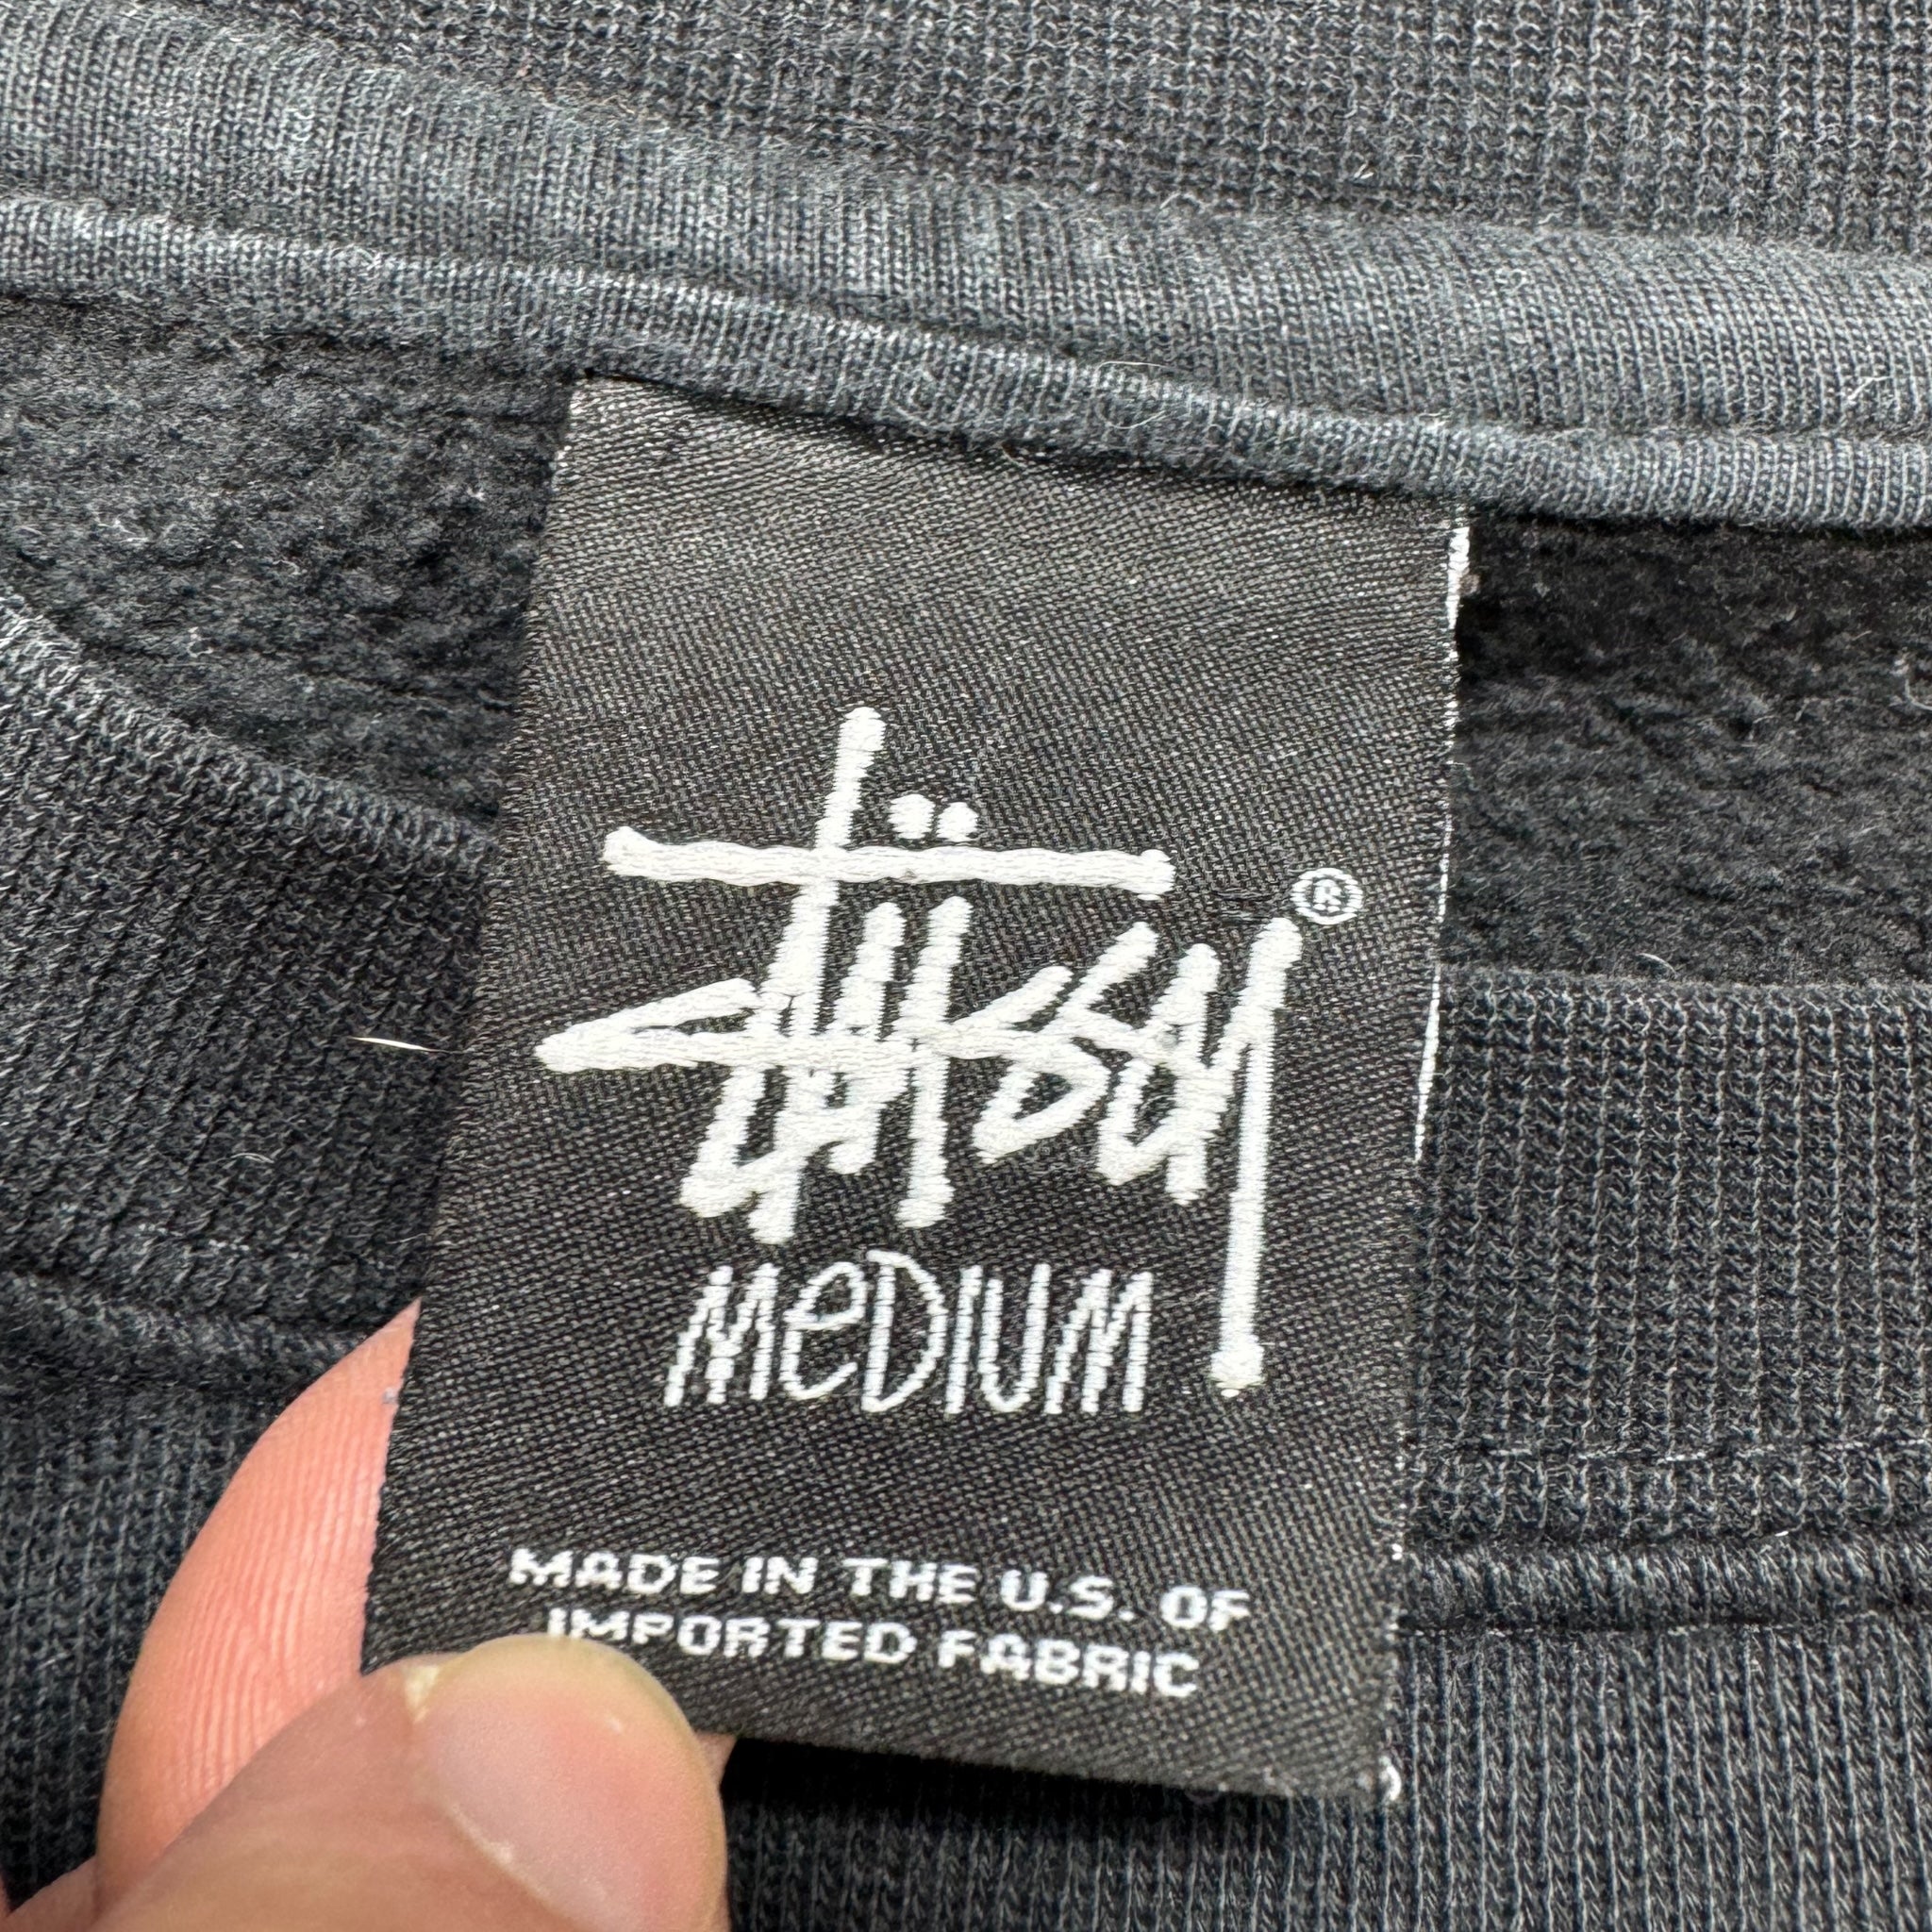 Stüssy ®
MeDIUM
MADE IN THE U.S. OF
IMPORTED FABRIC